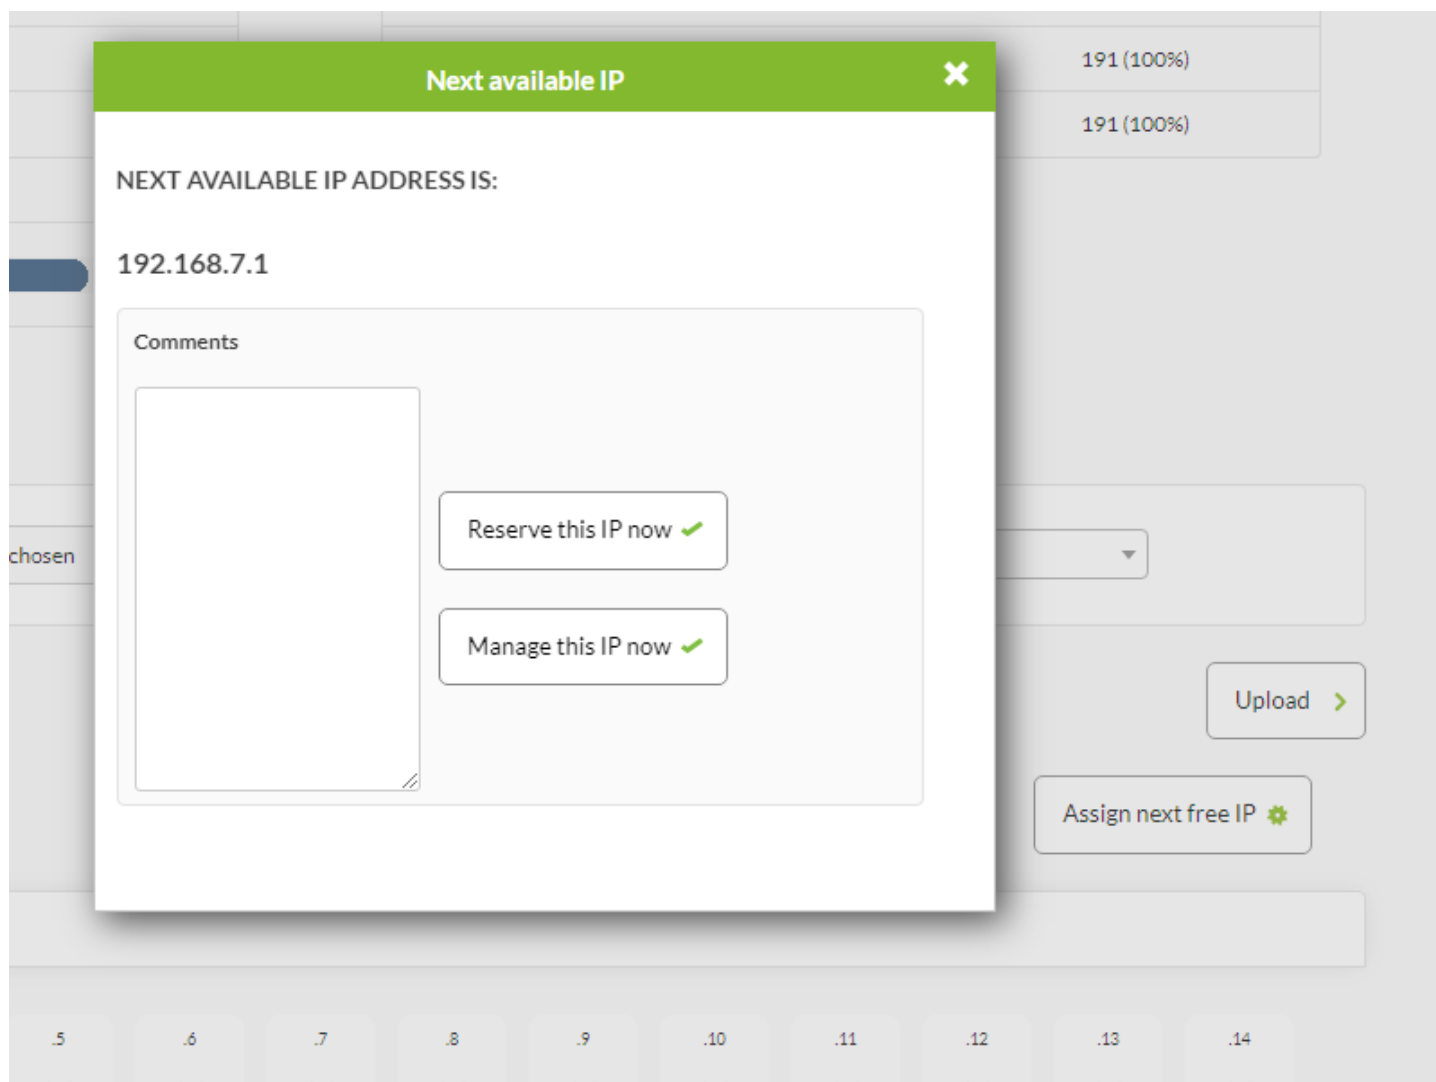 191 (100%)
Next available IP
191 (100%)
NEXT AVAILABLE IP ADDRESS IS:
192.168.7.1
Comments
Reserve this IP now
chosen
Manage this IP now
Upload
Assign next free IP
.5 .6 .7 .8 .9 .10 .11 .12 .13 .14